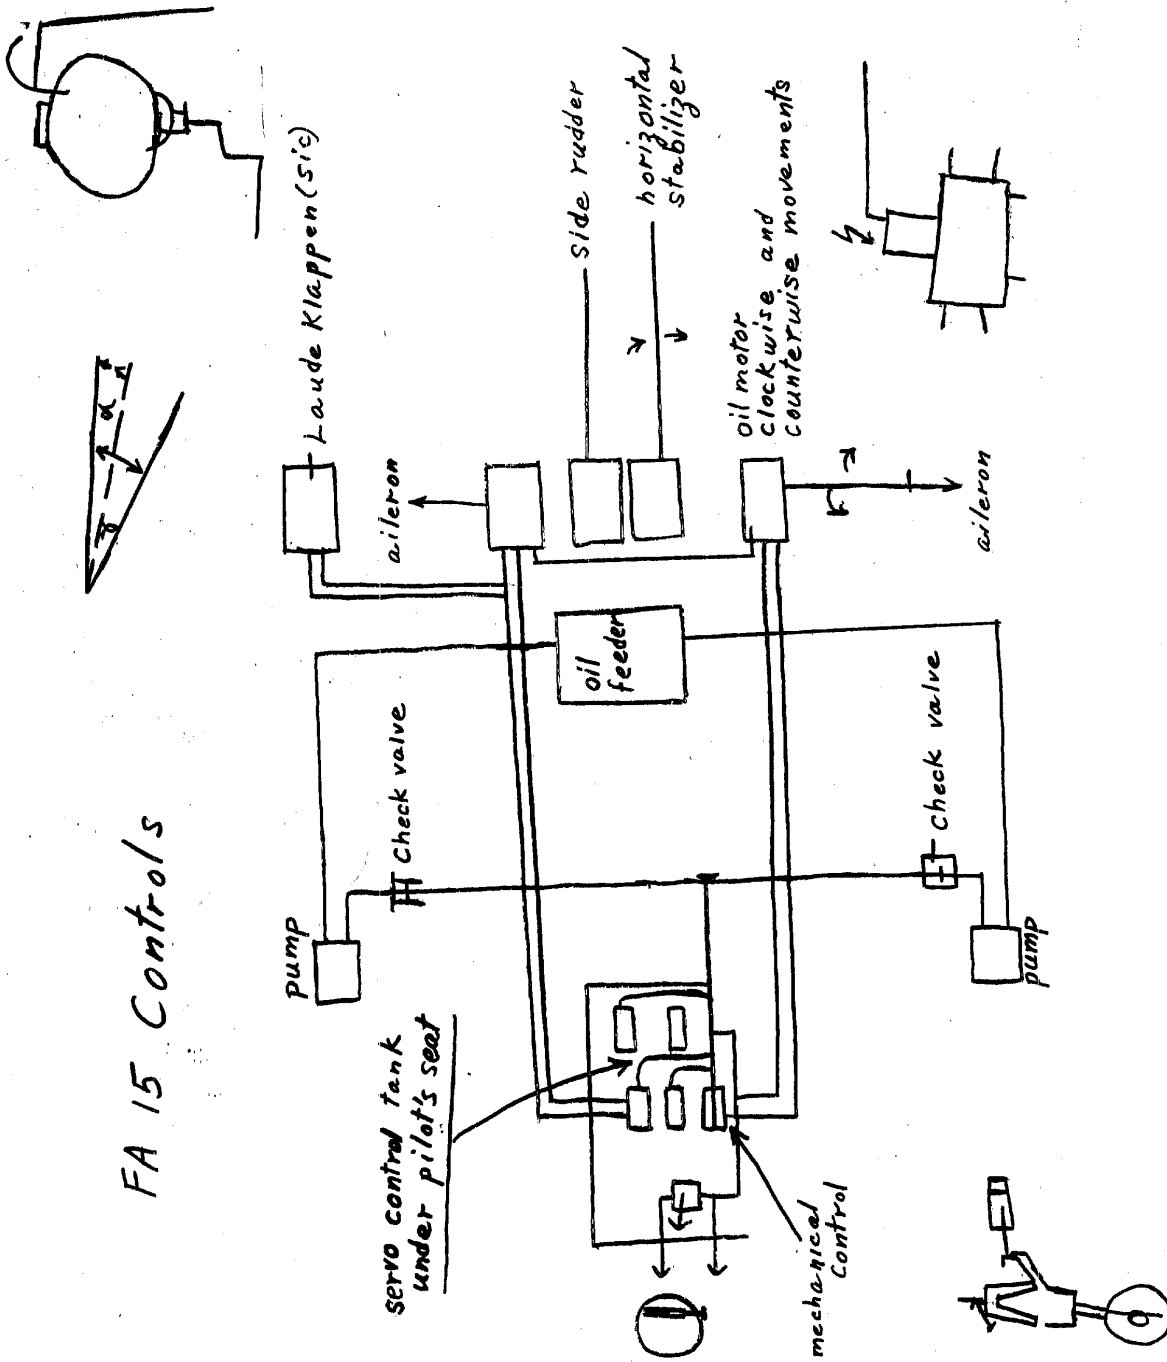 FA 15 Controls
servo control tank
under pilot's seat
pump
Check valve
Laude Klappen (sic)
aileron
oil
feeder
side rudder
horizontal
stabilizer
oil motor
clockwise and
counterwise movements
aileron
Check valve
pump
mechanical
control